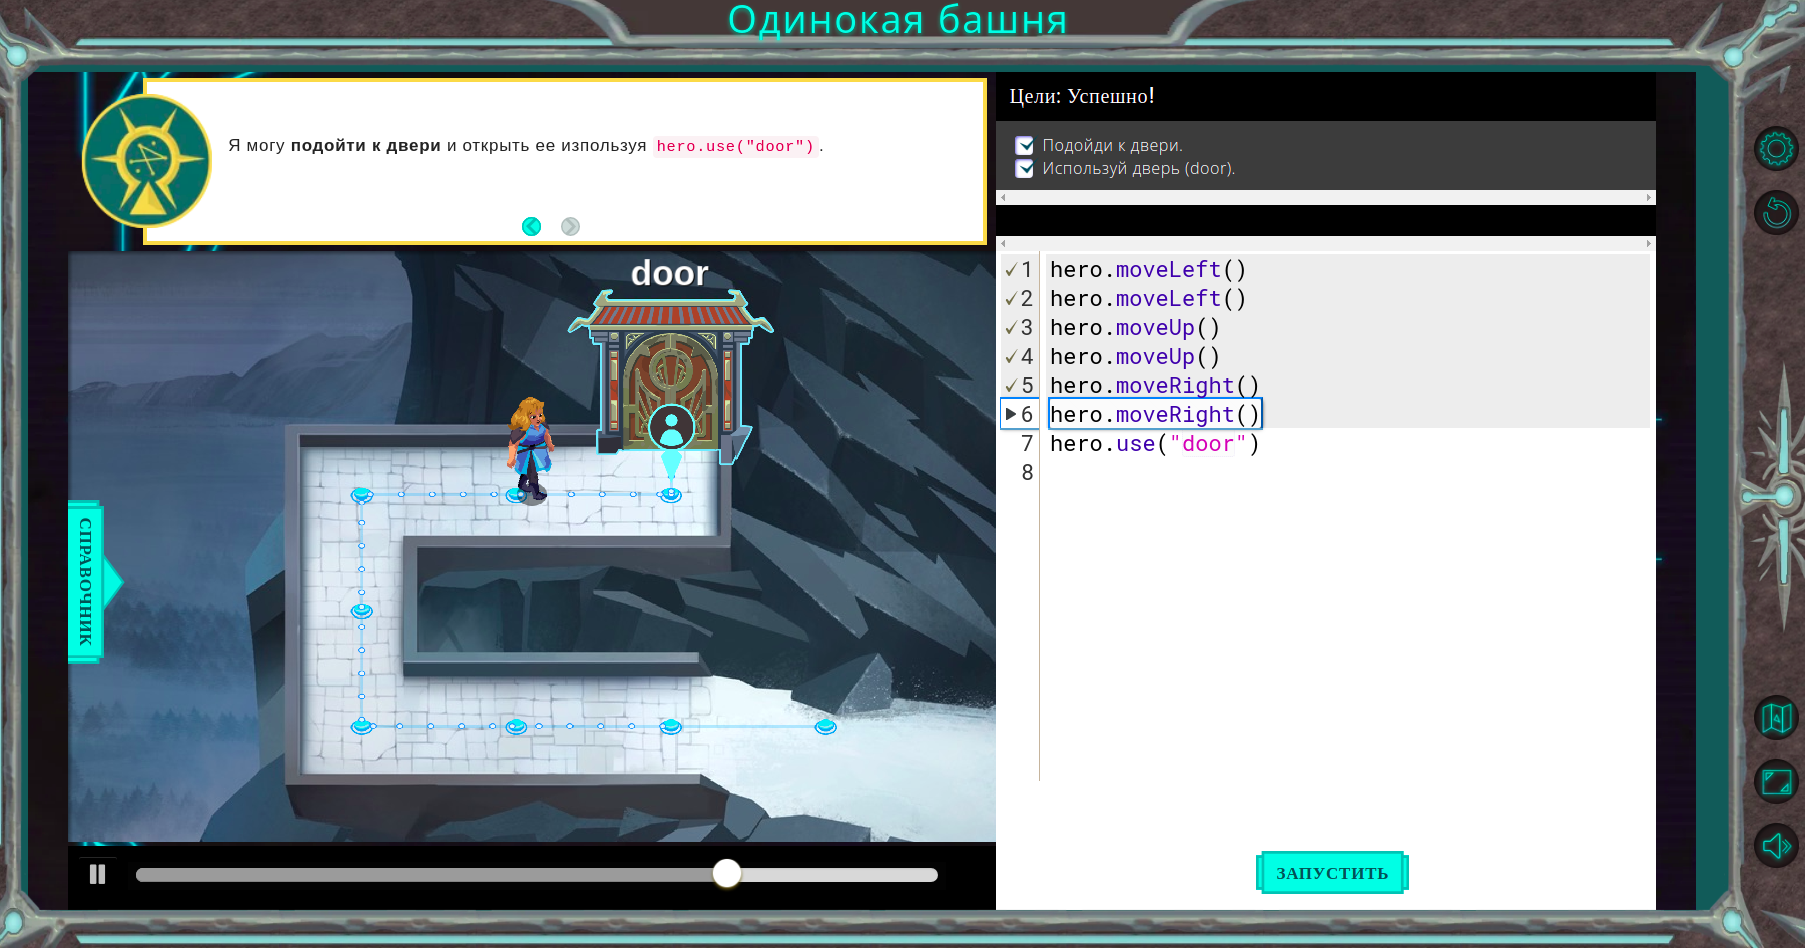 Одинокая башня
Я могу подойти к двери и открыть ее изпользуя hero.use("door").
Цели: Успешно!
Подойди к двери.
Используй дверь (door).
door
СПРАВОЧНИК
1 hero.moveLeft()
2 hero.moveLeft()
3 hero.moveUp()
4 hero.moveUp()
5 hero.moveRight()
6 hero.moveRight()
7 hero.use("door")
8
ЗАПУСТИТЬ